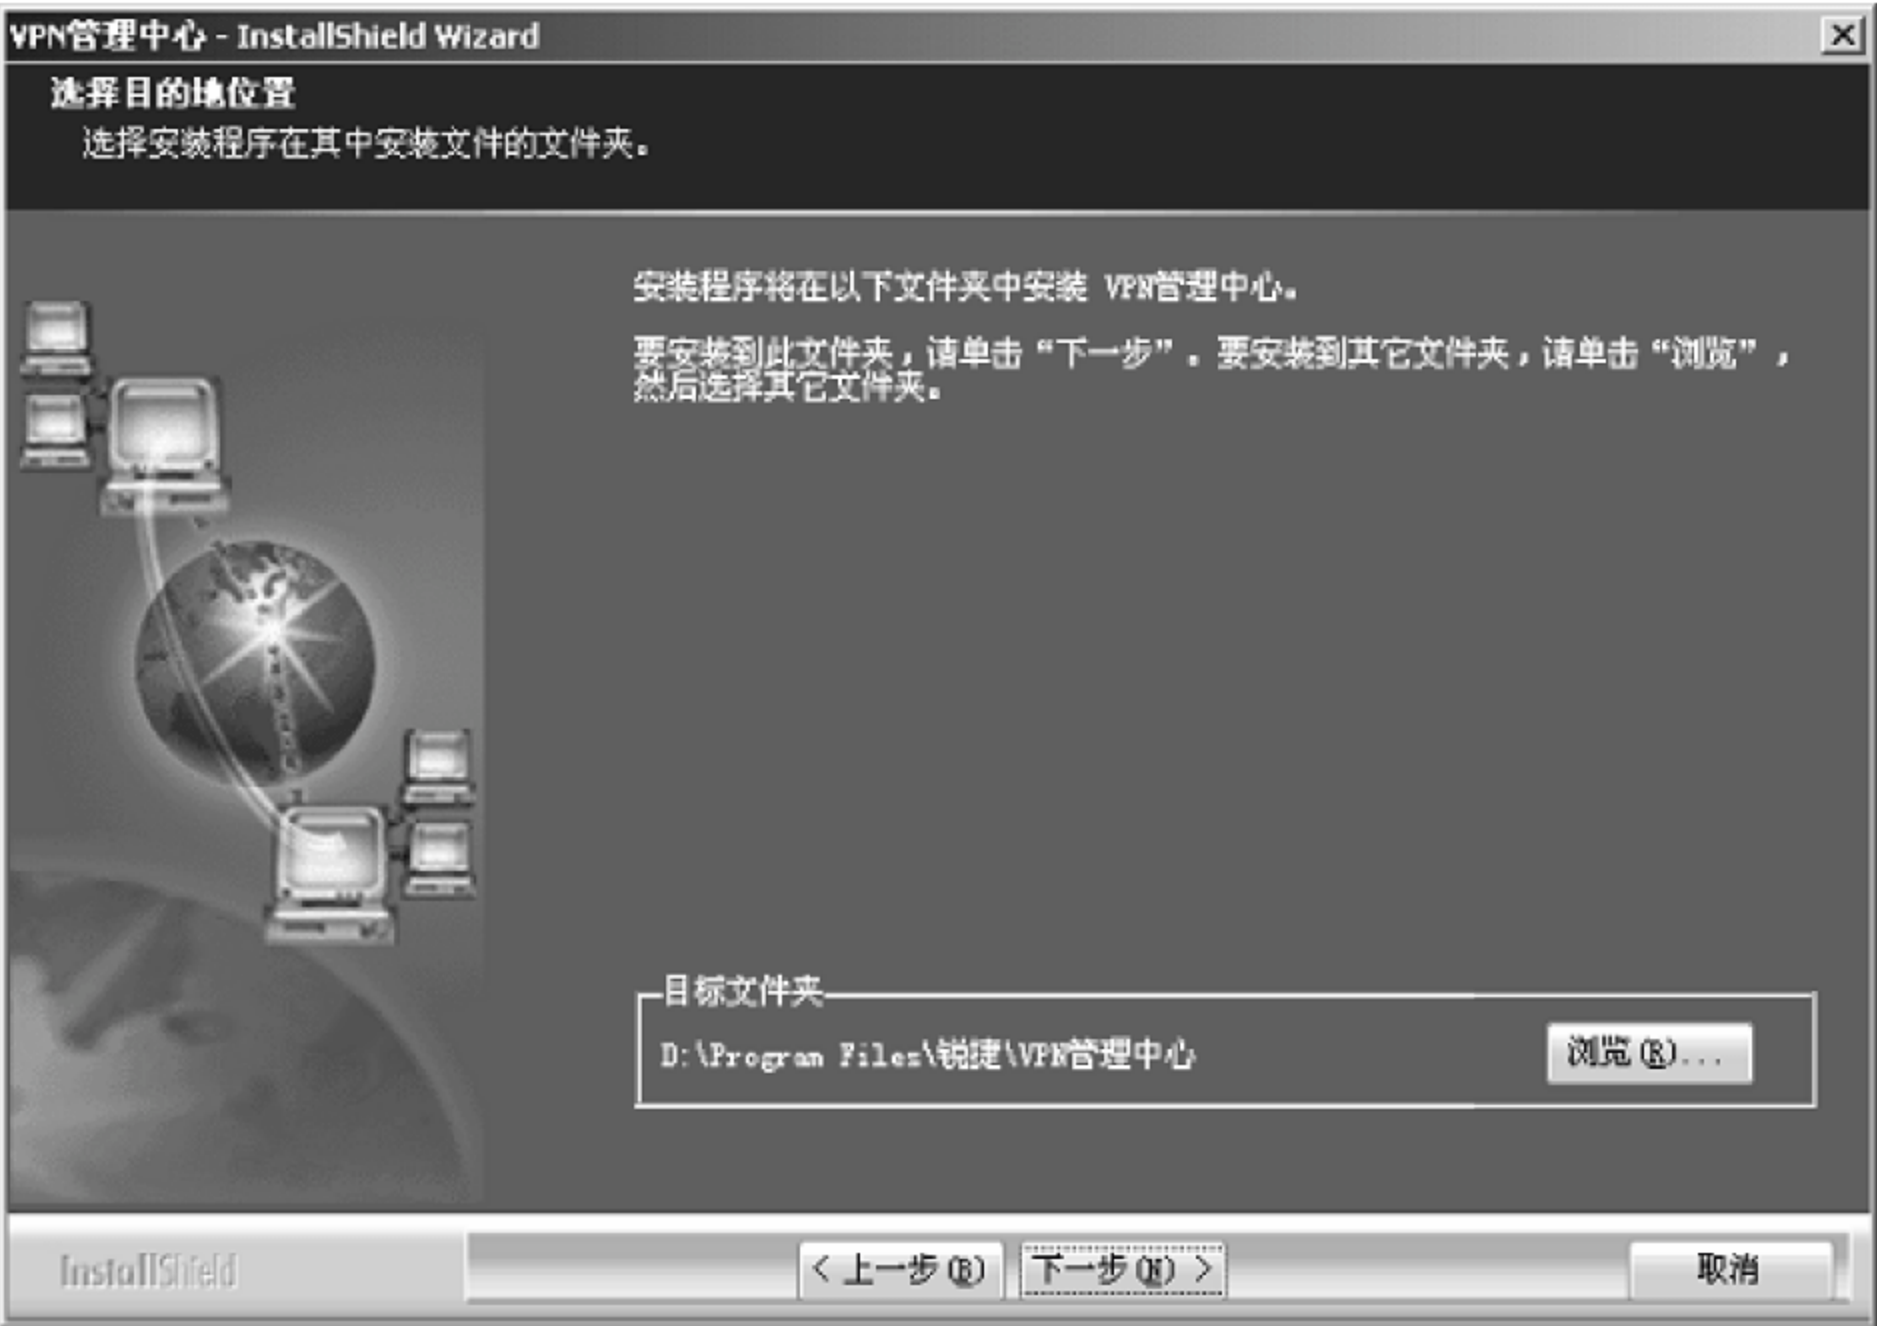 VPN管理中心 - InstallShield Wizard
选择目的地位置
选择安装程序在其中安装文件的文件夹。
安装程序将在以下文件夹中安装 VPN管理中心。
要安装到此文件夹，请单击“下一步”。要安装到其它文件夹，请单击“浏览”，
然后选择其它文件夹。
目标文件夹
D:\Program Files\锐捷\VPN管理中心
浏览(R)...
InstallShield
< 上一步(B)
下一步(N) >
取消